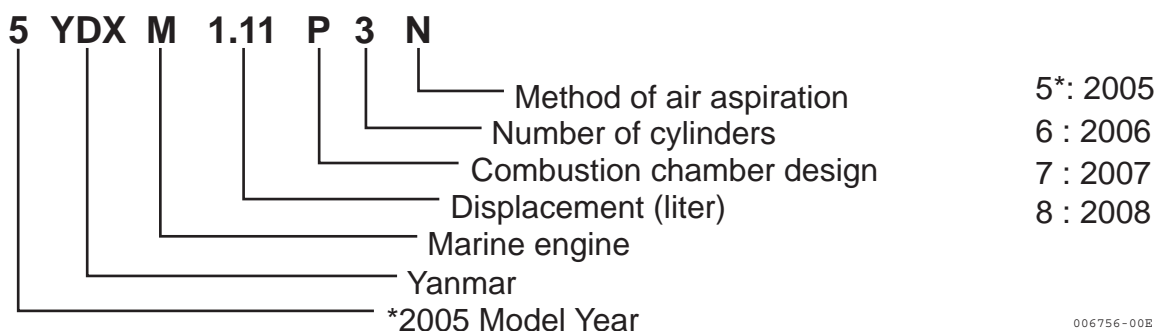 5 YDX M 1.11 P 3 N
Method of air aspiration
Number of cylinders
Combustion chamber design
Displacement (liter)
Marine engine
Yanmar
*2005 Model Year
5*: 2005
6 : 2006
7 : 2007
8 : 2008
006756-00E